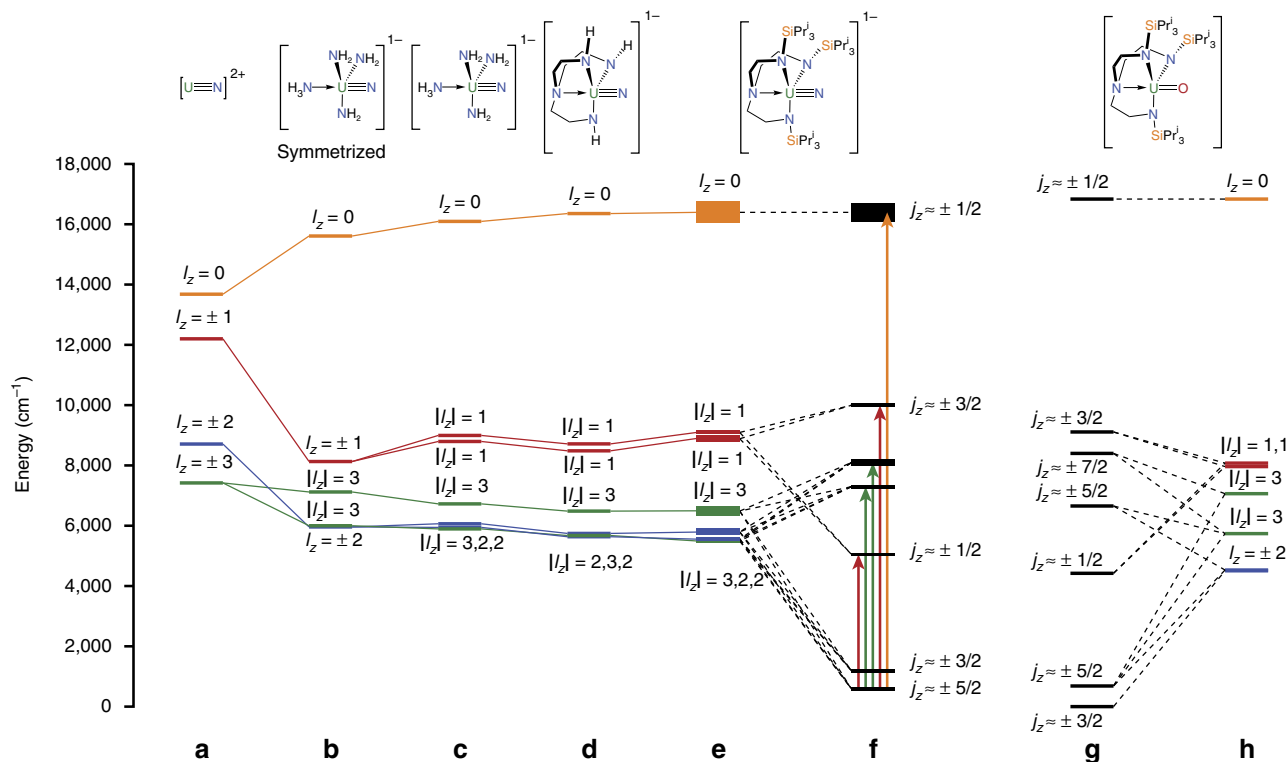 [U≡N]2+
NH2
NH2
H3N
U
N
NH2
1–
Symmetrized
NH2
NH2
H3N
U
N
NH2
1–
H
H
N
N
N
U
N
N
H
1–
SiPri3
SiPri3
N
N
N
U
N
N
SiPri3
1–
SiPri3
SiPri3
N
N
N
U
O
N
SiPri3
Energy (cm−1)
18,000
16,000
14,000
12,000
10,000
8,000
6,000
4,000
2,000
0
lz = 0
lz = ± 1
lz = ± 2
lz = ± 3
lz = 0
lz = ± 1
|lz| = 3
|lz| = 3
lz = ± 2
lz = 0
|lz| = 1
|lz| = 1
|lz| = 3
|lz| = 3,2,2
lz = 0
|lz| = 1
|lz| = 1
|lz| = 3
|lz| = 2,3,2
lz = 0
|lz| = 1
|lz| = 1
|lz| = 3
|lz| = 3,2,2
jz ≈ ± 1/2
jz ≈ ± 3/2
jz ≈ ± 1/2
jz ≈ ± 3/2
jz ≈ ± 5/2
jz ≈ ± 1/2
jz ≈ ± 3/2
jz ≈ ± 7/2
jz ≈ ± 5/2
jz ≈ ± 1/2
jz ≈ ± 5/2
jz ≈ ± 3/2
lz = 0
|lz| = 1,1
|lz| = 3
|lz| = 3
lz = ± 2
a b c d e f g h